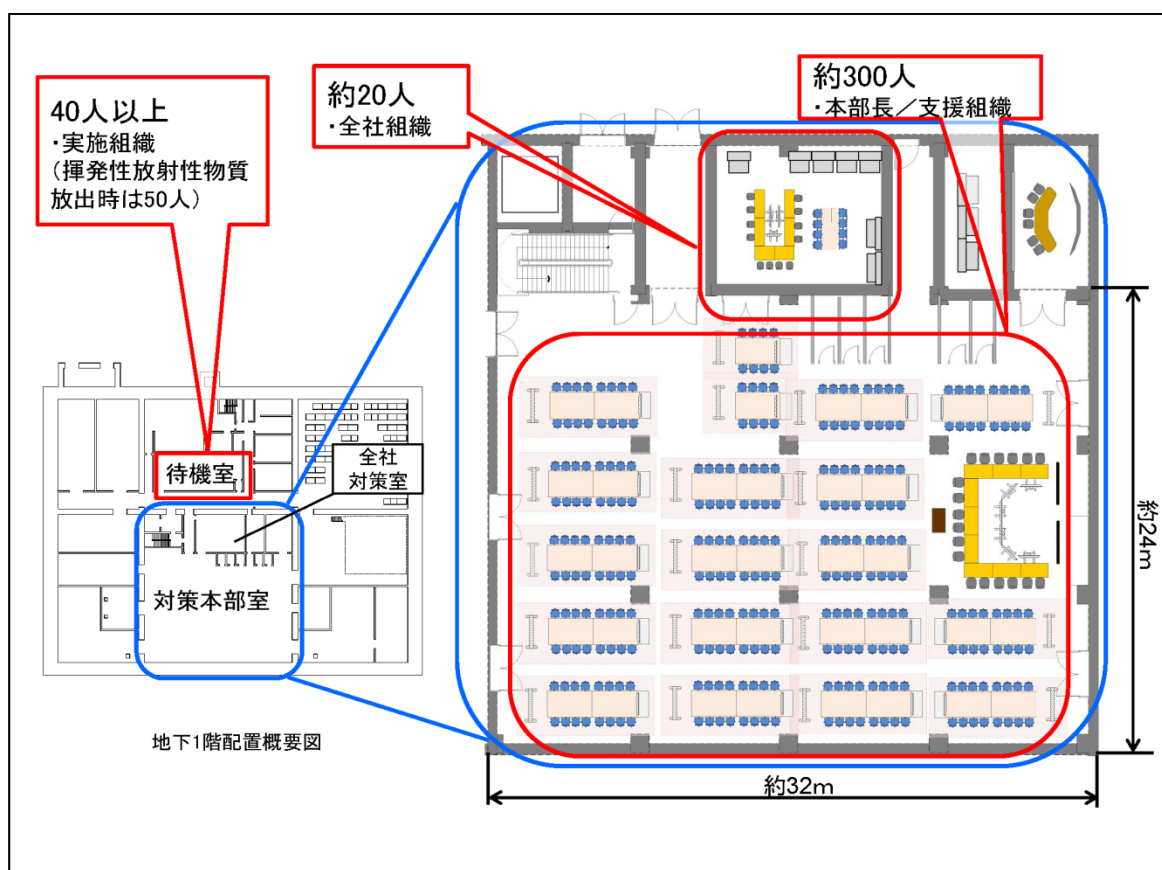 40人以上
・実施組織
(揮発性放射性物質
放出時は50人)
約20人
・全社組織
約300人
・本部長／支援組織
待機室
全社
対策室
対策本部室
地下1階配置概要図
約24m
約32m